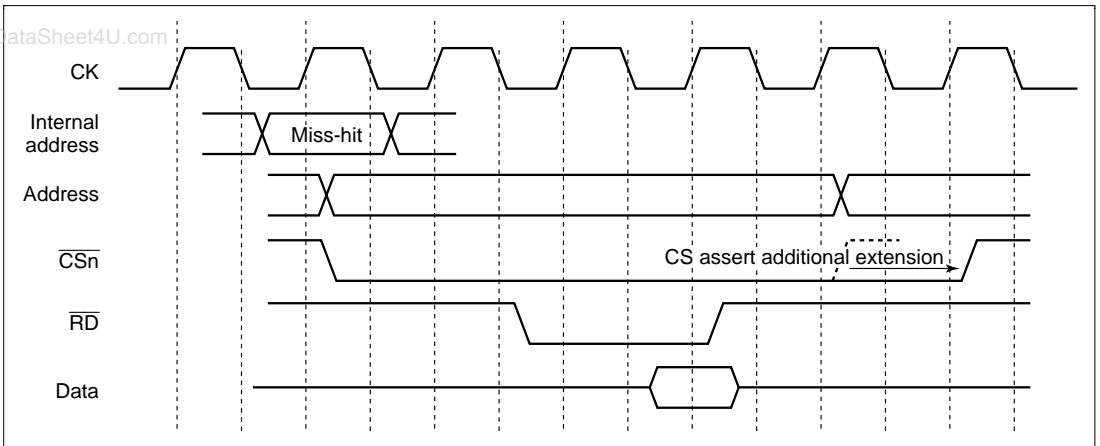 ataSheet4U.com
CK
Internal
address
Miss-hit
Address
CSn
CS assert additional extension
RD
Data